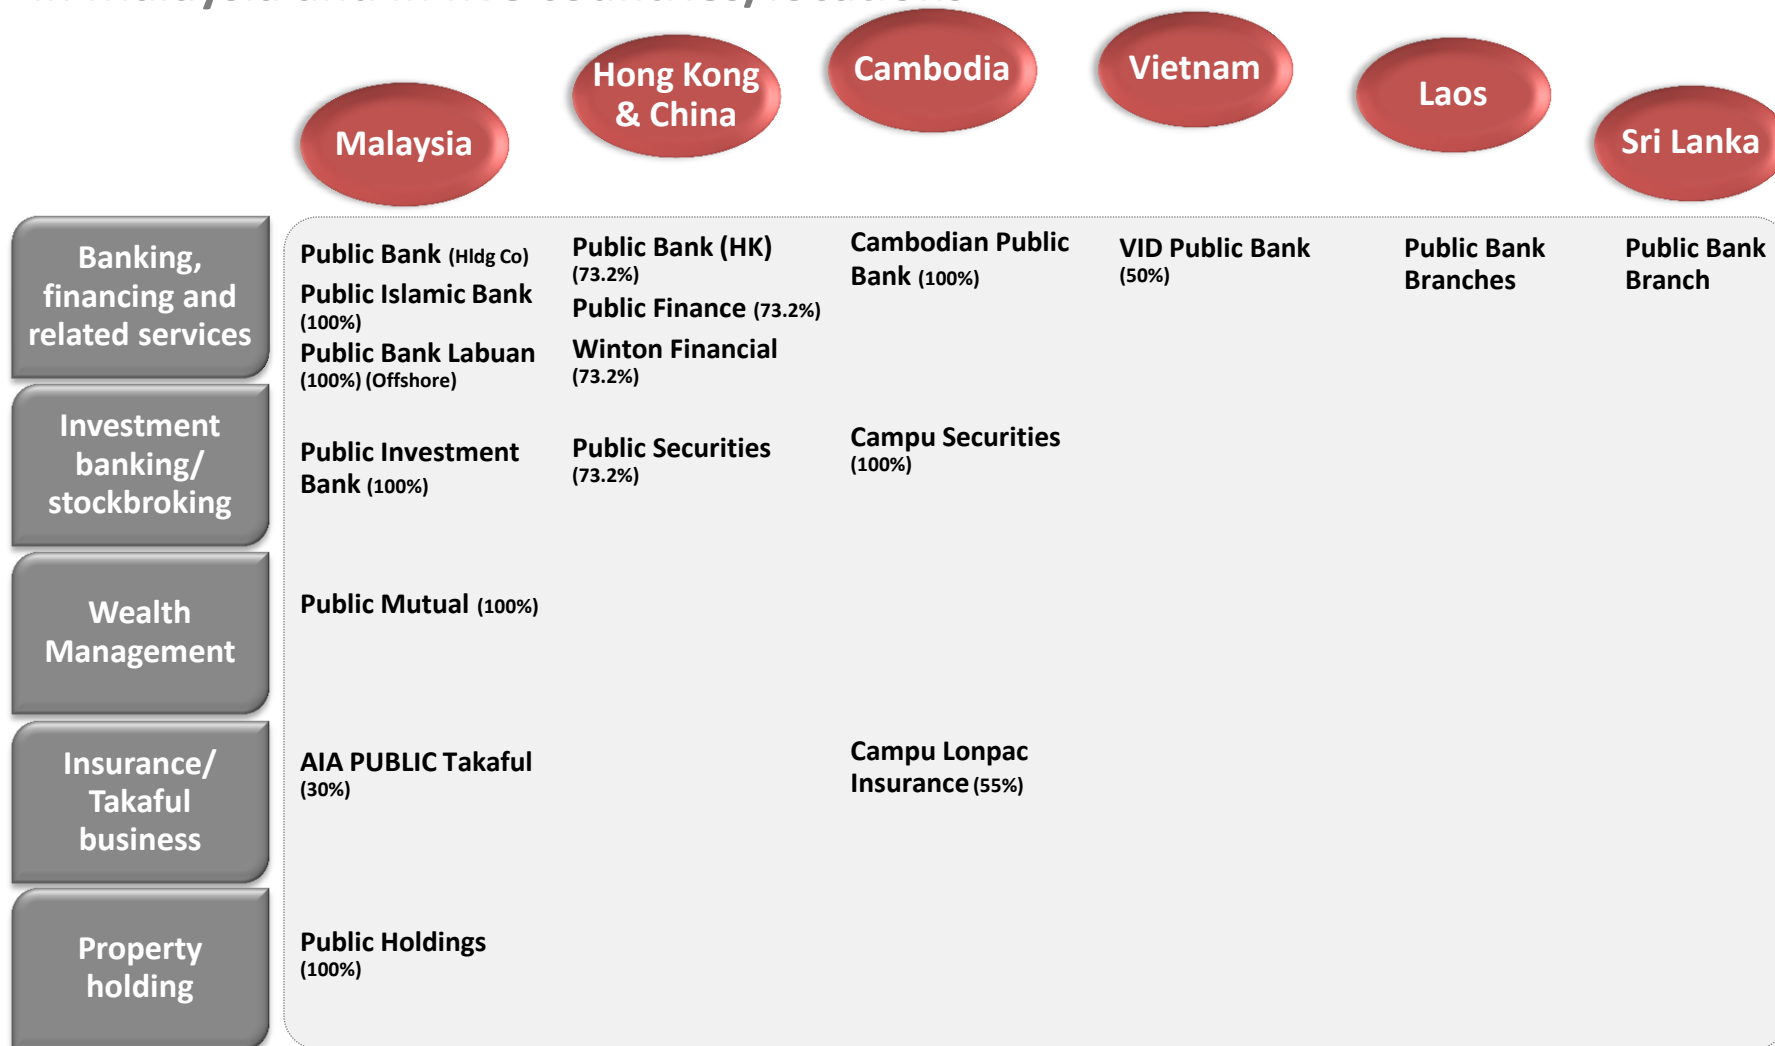 Malaysia
Hong Kong
& China
Cambodia
Vietnam
Laos
Sri Lanka
Banking,
financing and
related services
Public Bank (Hldg Co)
Public Islamic Bank
(100%)
Public Bank Labuan
(100%) (Offshore)
Public Bank (HK)
(73.2%)
Public Finance (73.2%)
Winton Financial
(73.2%)
Cambodian Public
Bank (100%)
VID Public Bank
(50%)
Public Bank
Branches
Public Bank
Branch
Investment
banking/
stockbroking
Public Investment
Bank (100%)
Public Securities
(73.2%)
Campu Securities
(100%)
Wealth
Management
Public Mutual (100%)
Insurance/
Takaful
business
AIA PUBLIC Takaful
(30%)
Campu Lonpac
Insurance (55%)
Property
holding
Public Holdings
(100%)